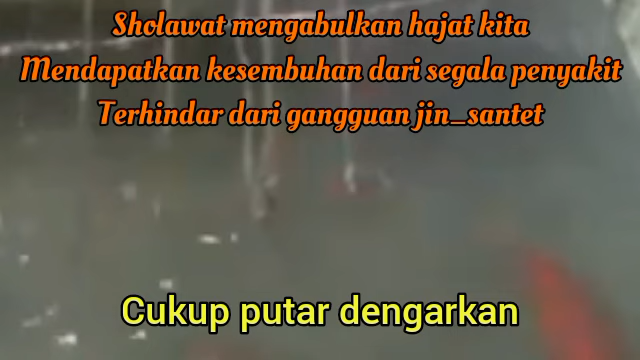 Sholawat mengabulkan hajat kita
Mendapatkan kesembuhan dari segala penyakit
Terhindar dari gangguan jin_santet
Cukup putar dengarkan